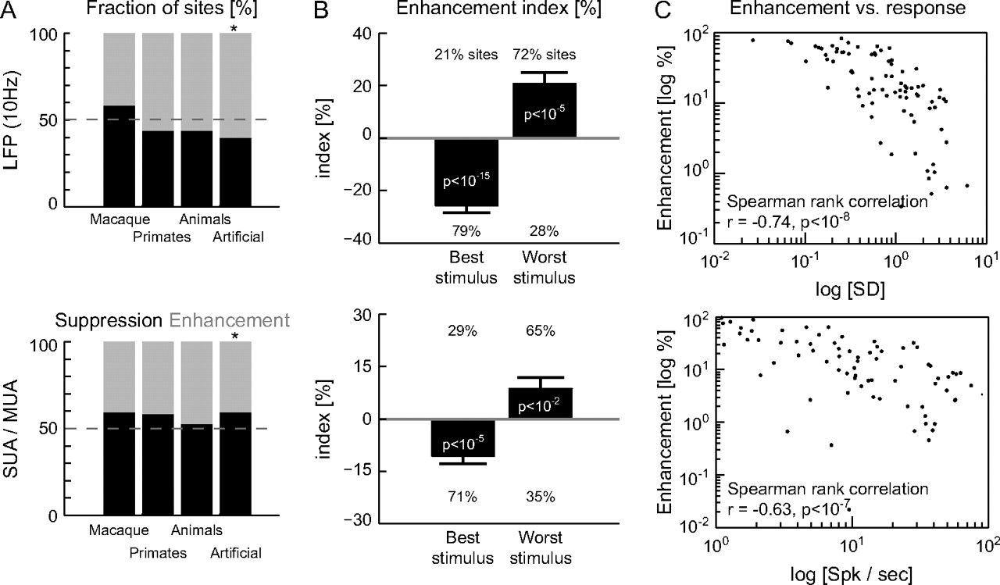 A Fraction of sites [%]
*
LFP (10Hz)
100
50
0
Macaque Animals
Primates Artificial
B Enhancement index [%]
index [%]
40
20
0
−20
−40
21% sites 72% sites
p<10-5
p<10-15
79% 28%
Best Worst
stimulus stimulus
C Enhancement vs. response
Enhancement [log %]
102
101
100
10-1
Spearman rank correlation
r = -0.74, p<10-8
10-2 10-1 100 101
log [SD]
Suppression Enhancement
*
SUA / MUA
100
50
0
Macaque Animals
Primates Artificial
index [%]
30
15
0
−15
−30
29% 65%
p<10-2
p<10-5
71% 35%
Best Worst
stimulus stimulus
Enhancement [log %]
102
101
100
10-1
10-2
Spearman rank correlation
r = -0.63, p<10-7
100 101 102
log [Spk / sec]